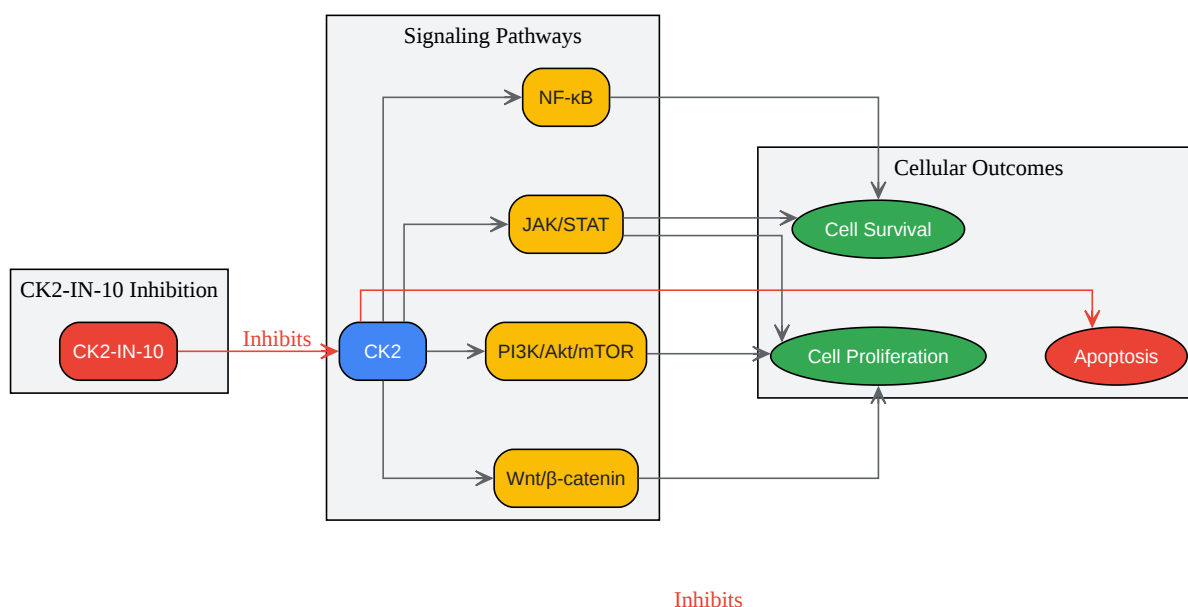 Signaling Pathways
NF-κB
Cellular Outcomes
JAK/STAT
Cell Survival
CK2-IN-10 Inhibition
Inhibits
CK2-IN-10
CK2
PI3K/Akt/mTOR
Cell Proliferation
Apoptosis
Wnt/β-catenin
Inhibits